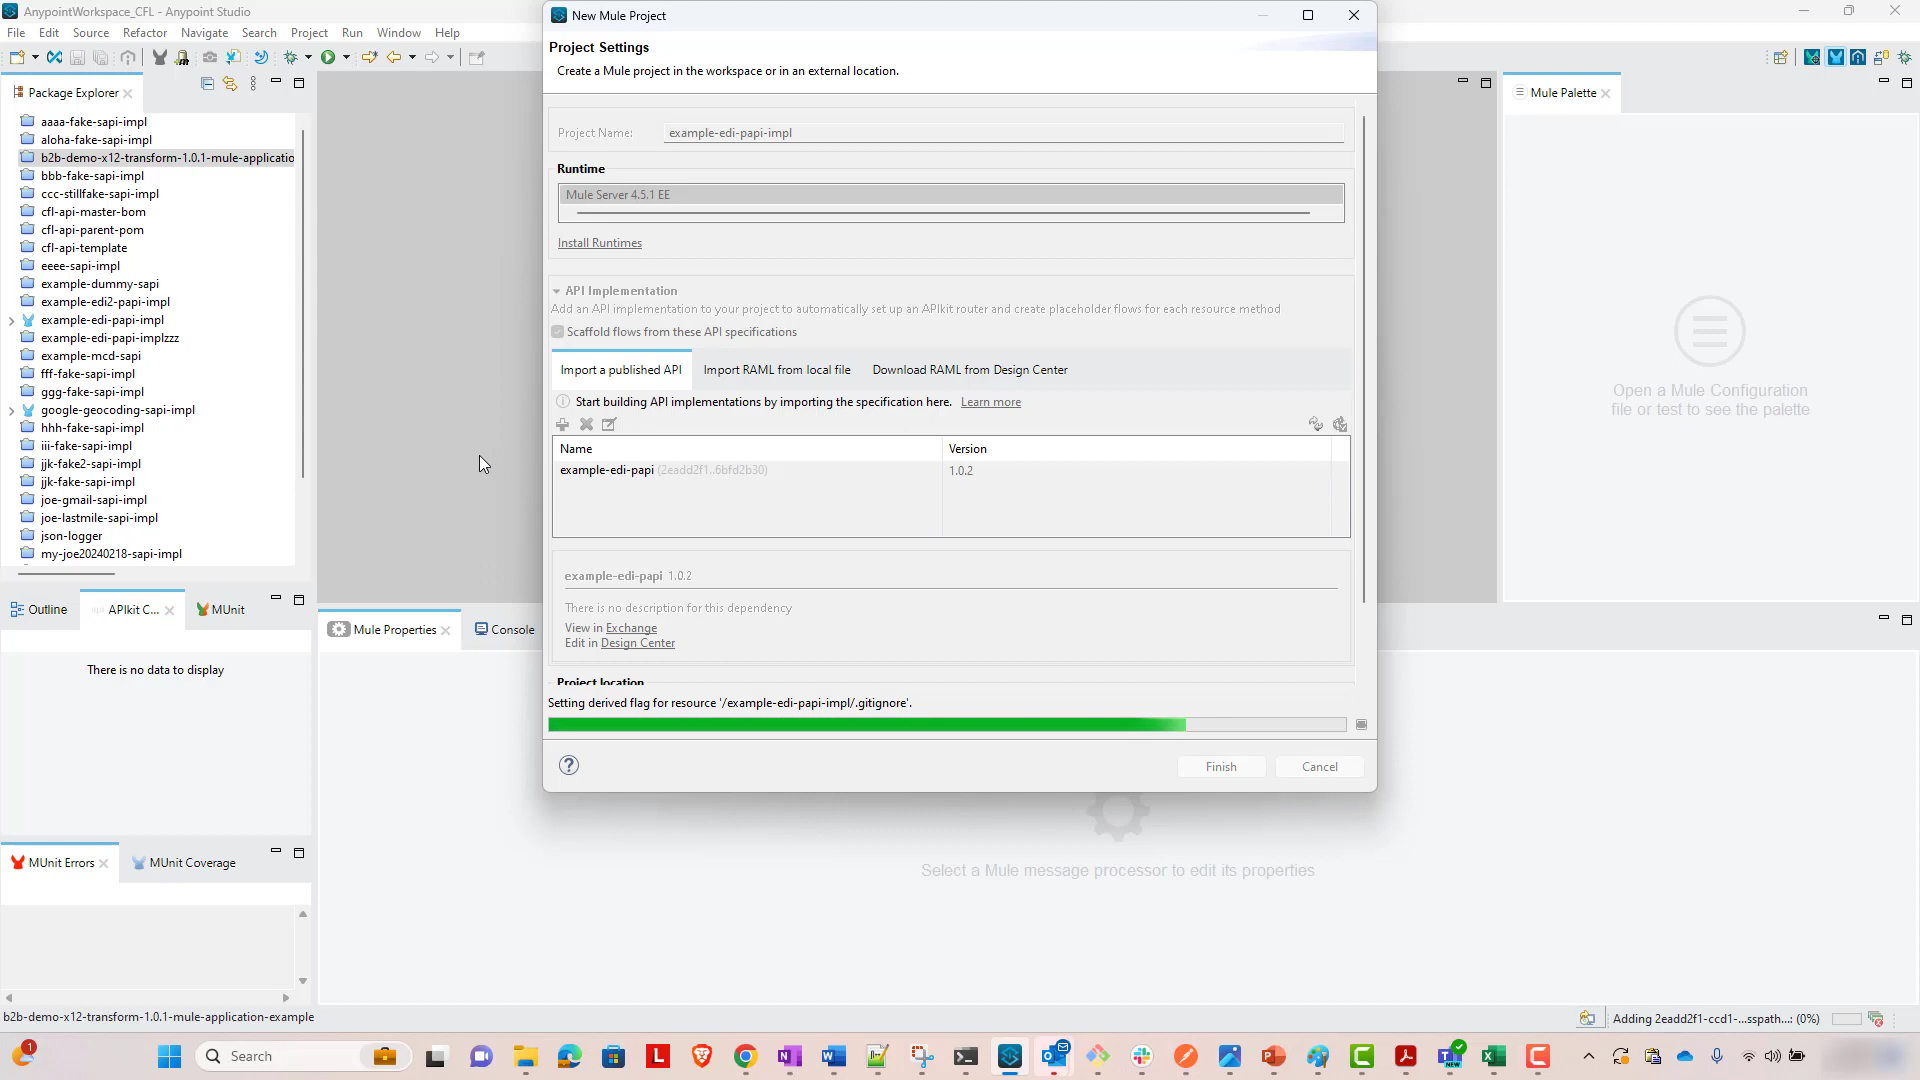 AnypointWorkspace_CFL - Anypoint Studio
File Edit Source Refactor Navigate Search Project Run Window Help
Package Explorer
aaaa-fake-sapi-impl
aloha-fake-sapi-impl
b2b-demo-x12-transform-1.0.1-mule-applicatio
bbb-fake-sapi-impl
ccc-stillfake-sapi-impl
cfl-api-master-bom
cfl-api-parent-pom
cfl-api-template
eeee-sapi-impl
example-dummy-sapi
example-edi2-papi-impl
example-edi-papi-impl
example-edi-papi-implzzz
example-mcd-sapi
fff-fake-sapi-impl
ggg-fake-sapi-impl
google-geocoding-sapi-impl
hhh-fake-sapi-impl
iii-fake-sapi-impl
jjk-fake2-sapi-impl
jjk-fake-sapi-impl
joe-gmail-sapi-impl
joe-lastmile-sapi-impl
json-logger
my-joe20240218-sapi-impl
Outline APIkit C... MUnit
There is no data to display
MUnit Errors MUnit Coverage
New Mule Project
Project Settings
Create a Mule project in the workspace or in an external location.
Project Name: example-edi-papi-impl
Runtime
Mule Server 4.5.1 EE
Install Runtimes
API Implementation
Add an API implementation to your project to automatically set up an APIkit router and create placeholder flows for each resource method
Scaffold flows from these API specifications
Import a published API Import RAML from local file Download RAML from Design Center
Start building API implementations by importing the specification here. Learn more
Name Version
example-edi-papi (2eadd2f1..6bfd2b30) 1.0.2
example-edi-papi 1.0.2
There is no description for this dependency
View in Exchange
Edit in Design Center
Project location
Setting derived flag for resource '/example-edi-papi-impl/.gitignore'.
Finish Cancel
Mule Properties Console
Select a Mule message processor to edit its properties
Mule Palette
Open a Mule Configuration
file or test to see the palette
b2b-demo-x12-transform-1.0.1-mule-application-example
Adding 2eadd2f1-ccd1-...sspath...: (0%)
1
Search
NEW